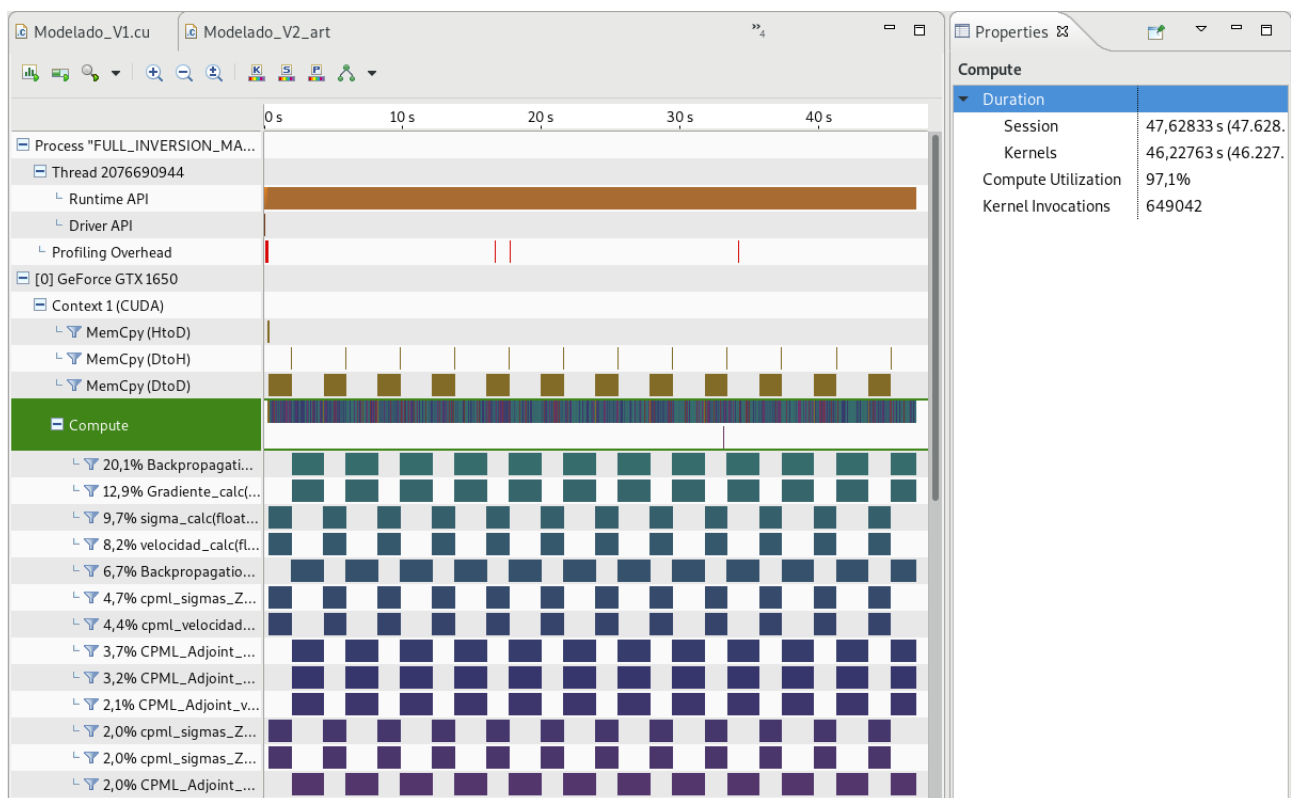 Modelado_V1.cu
Modelado_V2_art
»4
Properties
Compute
Duration
Session 47,62833 s (47.628.
Kernels 46,22763 s (46.227.
Compute Utilization 97,1%
Kernel Invocations 649042
0 s 10 s 20 s 30 s 40 s
Process "FULL_INVERSION_MA...
Thread 2076690944
Runtime API
Driver API
Profiling Overhead
[0] GeForce GTX 1650
Context 1 (CUDA)
MemCpy (HtoD)
MemCpy (DtoH)
MemCpy (DtoD)
Compute
20,1% Backpropagati...
12,9% Gradiente_calc(...
9,7% sigma_calc(float...
8,2% velocidad_calc(fl...
6,7% Backpropagatio...
4,7% cpml_sigmas_Z...
4,4% cpml_velocidad...
3,7% CPML_Adjoint_...
3,2% CPML_Adjoint_...
2,1% CPML_Adjoint_v...
2,0% cpml_sigmas_Z...
2,0% cpml_sigmas_Z...
2,0% CPML_Adjoint_...